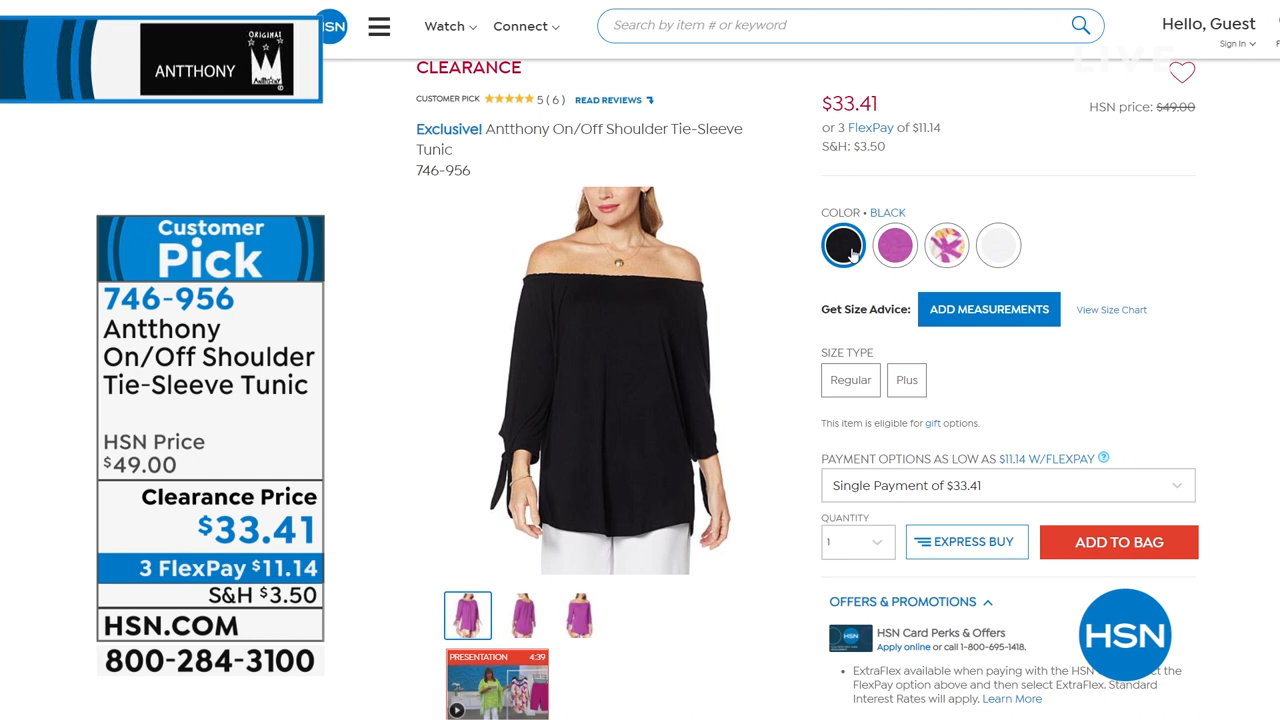 ANTTHONY
ORIGINAL
HSN
Watch
Connect
Search by item # or keyword
Hello, Guest
Sign In
LIVE
CLEARANCE
CUSTOMER PICK 5 ( 6 ) READ REVIEWS
Exclusive! Antthony On/Off Shoulder Tie-Sleeve
Tunic
746-956
$33.41
HSN price: $49.00
or 3 FlexPay of $11.14
S&H: $3.50
COLOR • BLACK
Get Size Advice:
ADD MEASUREMENTS
View Size Chart
SIZE TYPE
Regular
Plus
This item is eligible for gift options.
PAYMENT OPTIONS AS LOW AS $11.14 W/FLEXPAY ?
Single Payment of $33.41
QUANTITY
1
EXPRESS BUY
ADD TO BAG
OFFERS & PROMOTIONS
HSN
HSN Card Perks & Offers
Apply online or call 1-800-695-1418.
• ExtraFlex available when paying with the HSN
FlexPay option above and then select ExtraFlex. Standard
Interest Rates will apply. Learn More
HSN
PRESENTATION 4:39
Customer
Pick
746-956
Antthony
On/Off Shoulder
Tie-Sleeve Tunic
HSN Price
$49.00
Clearance Price
$33.41
3 FlexPay $11.14
S&H $3.50
HSN.COM
800-284-3100